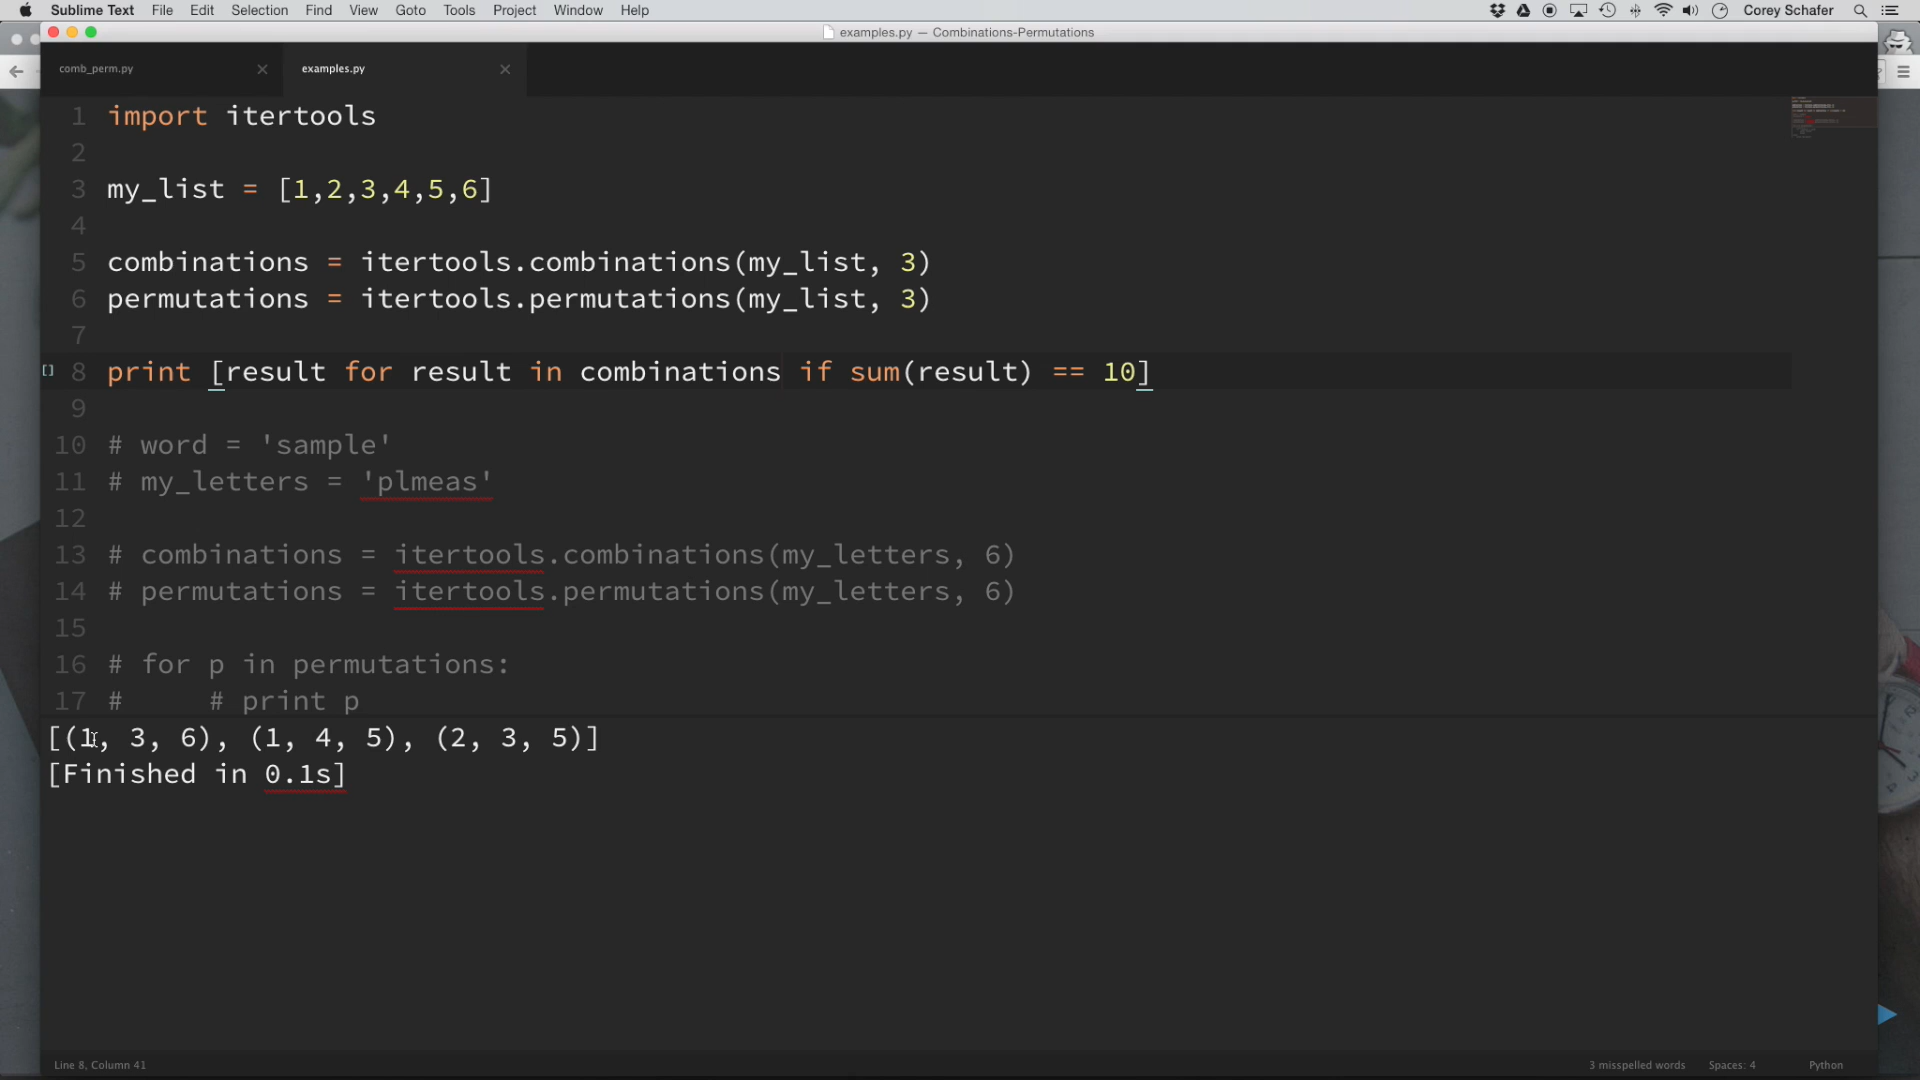 Sublime Text File Edit Selection Find View Goto Tools Project Window Help Corey Schafer
examples.py — Combinations-Permutations
comb_perm.py examples.py
1 import itertools
2
3 my_list = [1,2,3,4,5,6]
4
5 combinations = itertools.combinations(my_list, 3)
6 permutations = itertools.permutations(my_list, 3)
7
8 print [result for result in combinations if sum(result) == 10]
9
10 # word = 'sample'
11 # my_letters = 'plmeas'
12
13 # combinations = itertools.combinations(my_letters, 6)
14 # permutations = itertools.permutations(my_letters, 6)
15
16 # for p in permutations:
17 #     # print p
[(1, 3, 6), (1, 4, 5), (2, 3, 5)]
[Finished in 0.1s]
Line 8, Column 41 3 misspelled words Spaces: 4 Python